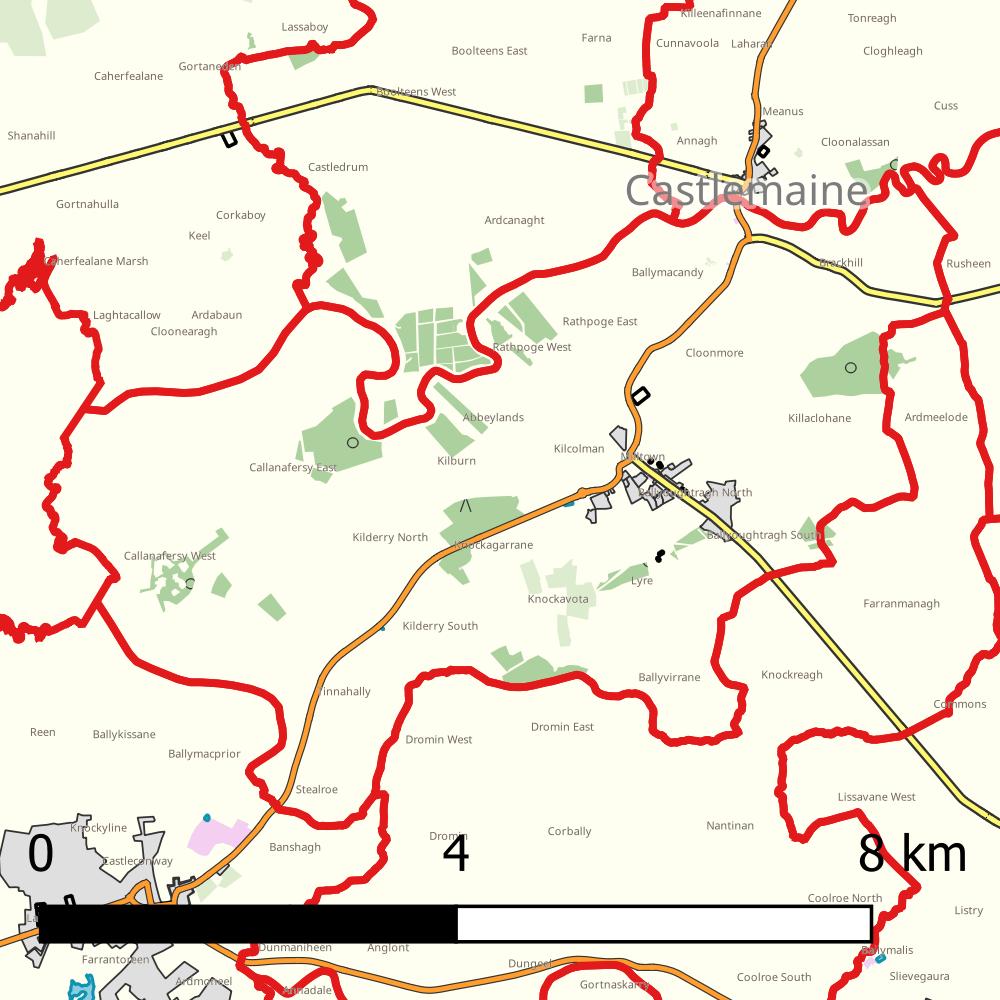 Killeenafinnane
Tonreagh
Lassaboy
Farna
Cunnavoola
Laharan
Boolteens East
Cloghleagh
Gortaneden
Caherfealane
Boolteens West
Cuss
Meanus
Shanahill
Annagh
Cloonalassan
Castledrum
Castlemaine
Gortnahulla
Corkaboy
Ardcanaght
Keel
Caherfealane Marsh
Brackhill
Rusheen
Ballymacandy
Laghtacallow
Ardabaun
Rathpoge East
Cloonearagh
Rathpoge West
Cloonmore
Abbeylands
Killaclohane
Ardmeelode
Kilcolman
Milltown
Kilburn
Callanafersy East
Ballyoughtragh North
Kilderry North
Knockagarrane
Ballyoughtragh South
Callanafersy West
Lyre
Knockavota
Farranmanagh
Kilderry South
Ballyvirrane
Knockreagh
Tinnahally
Commons
Reen
Ballykissane
Dromin West
Dromin East
Ballymacprior
Stealroe
Lissavane West
Knockyline
Dromin
Corbally
Nantinan
Banshagh
0
4
8 km
Castleconway
Coolroe North
Listry
Dunmaniheen
Anglont
Ballymalis
Farrantoreen
Dungeel
Ardmoneel
Annadale
Gortnaskarry
Coolroe South
Slievegaura